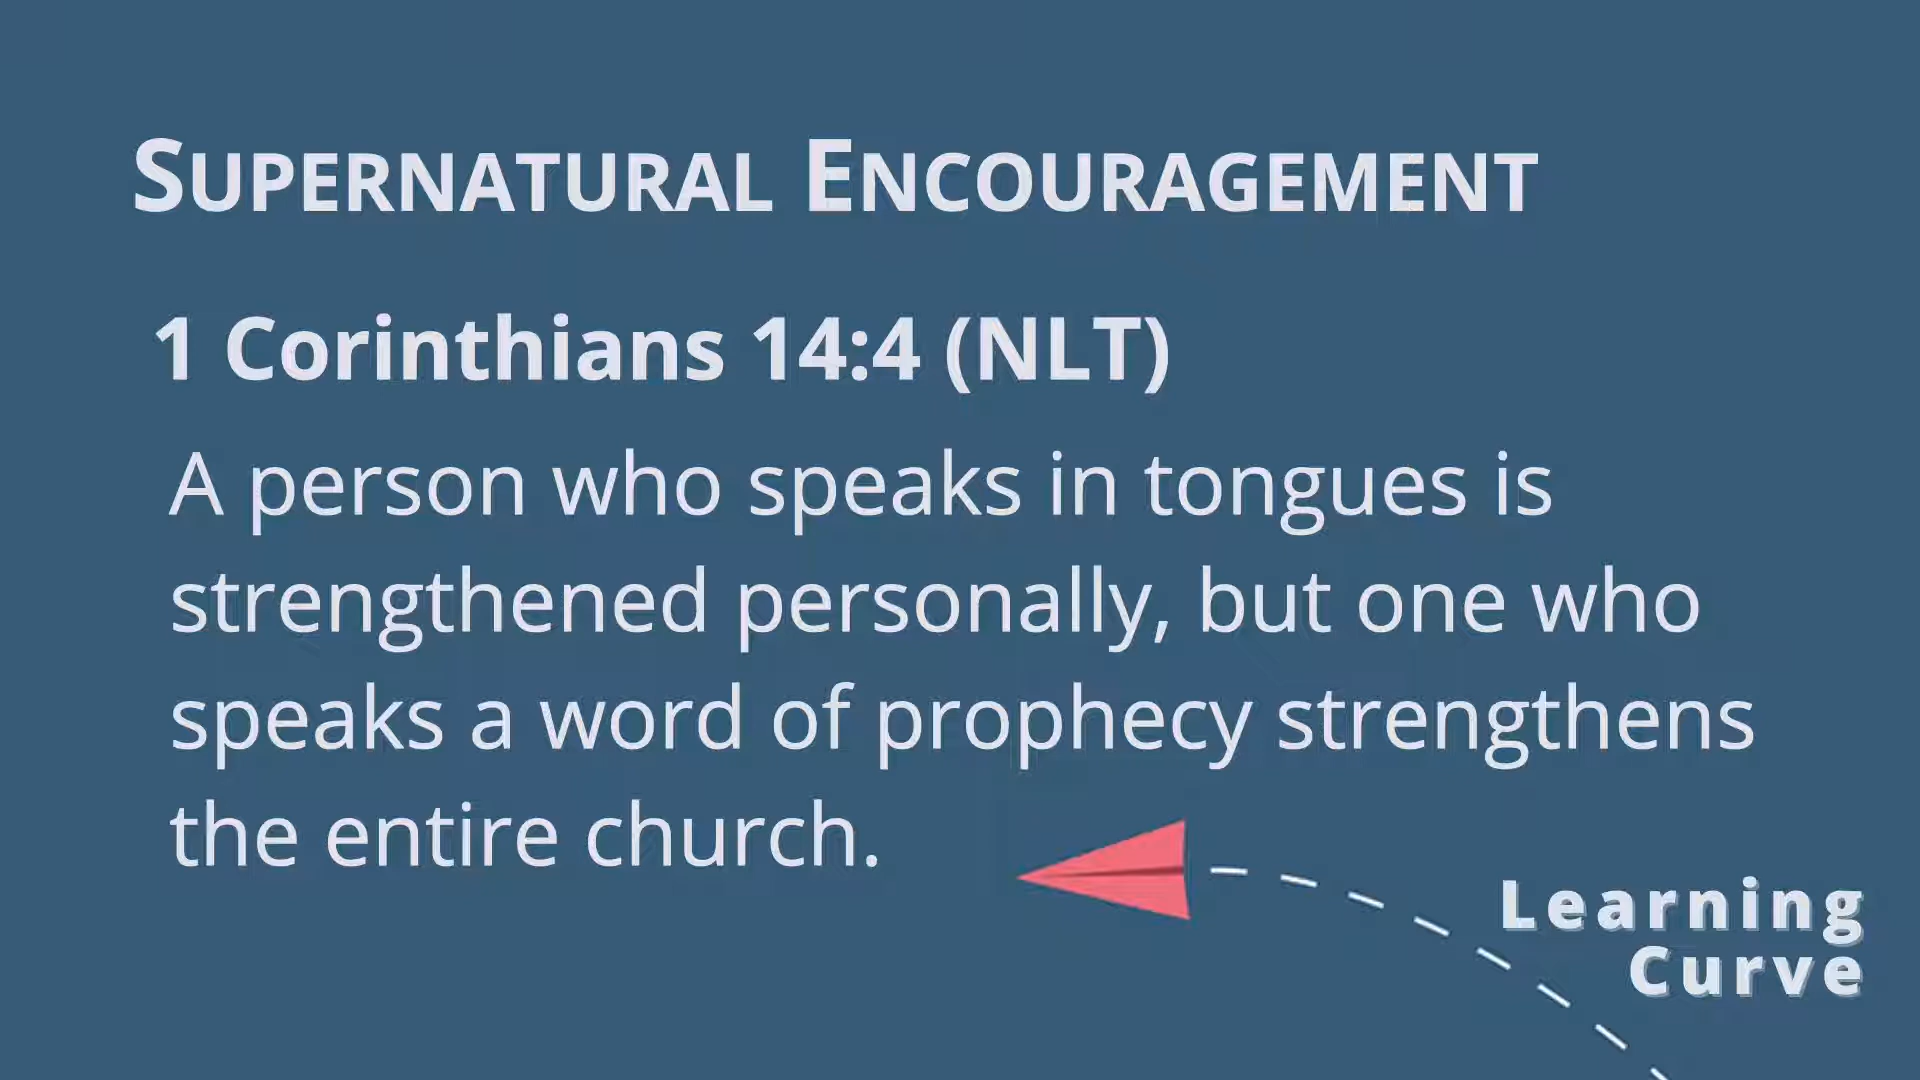 SUPERNATURAL ENCOURAGEMENT
1 Corinthians 14:4 (NLT)
A person who speaks in tongues is
strengthened personally, but one who
speaks a word of prophecy strengthens
the entire church.
Learning
Curve